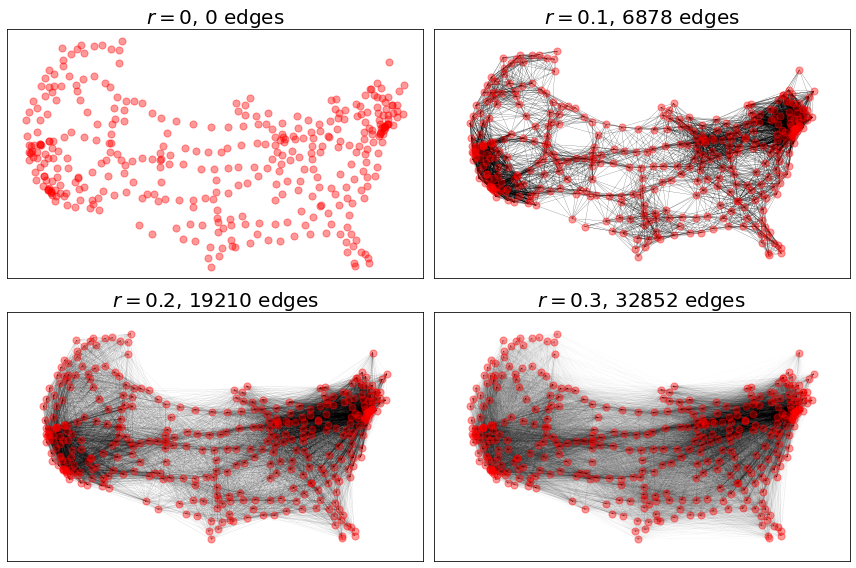 r = 0, 0 edges
r = 0.1, 6878 edges
r = 0.2, 19210 edges
r = 0.3, 32852 edges